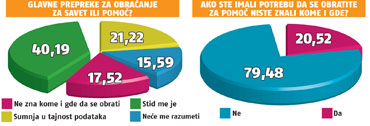 GLAVNE PREPREKE ZA OBRAĆANJE
ZA SAVET ILI POMOĆ?
40,19
21,22
15,59
17,52
Ne zna kome i gde da se obrati
Stid me je
Sumnja u tajnost podataka
Neće me razumeti
AKO STE IMALI POTREBU DA SE OBRATITE
ZA POMOĆ NISTE ZNALI KOME I GDE?
20,52
79,48
Ne
Da